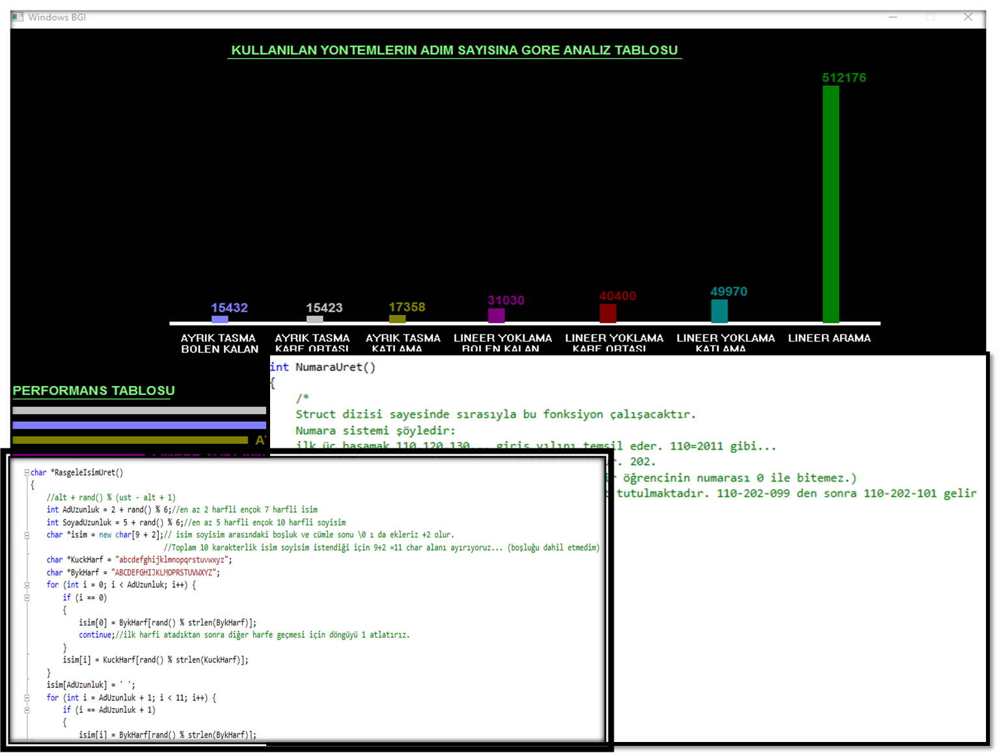 Windows BGI
KULLANILAN YONTEMLERIN ADIM SAYISINA GORE ANALIZ TABLOSU
512176
15432
15423
17358
31030
40400
49970
AYRIK TASMA
BOLEN KALAN
AYRIK TASMA
KARE ORTASI
AYRIK TASMA
KATLAMA
LINEER YOKLAMA
BOLEN KALAN
LINEER YOKLAMA
KARE ORTASI
LINEER YOKLAMA
KATLAMA
LINEER ARAMA
PERFORMANS TABLOSU
int NumaraUret()
{
/*
Struct dizisi sayesinde sırasıyla bu fonksiyon çalışacaktır.
Numara sistemi şöyledir:
ilk üç basamak 110,120,130... giriş yılını temsil eder. 110=2011 gibi...
. 202.
öğrencinin numarası 0 ile bitemez.)
tutulmaktadır. 110-202-099 den sonra 110-202-101 gelir
char *RasgeleIsimUret()
{
//alt + rand() % (ust - alt + 1)
int AdUzunluk = 2 + rand() % 6;//en az 2 harfli ençok 7 harfli isim
int SoyadUzunluk = 5 + rand() % 6;//en az 5 harfli ençok 10 harfli soyisim
char *isim = new char[9 + 2];// isim soyisim arasındaki boşluk ve cümle sonu \0 ı da ekleriz +2 olur.
//Toplam 10 karakterlik isim soyisim istendiği için 9+2 =11 char alanı ayırıyoruz... (boşluğu dahil etmedim)
char *KuckHarf = "abcdefghijklmnopqrstuvwxyz";
char *BykHarf = "ABCDEFGHIJKLMOPRSTUVWXYZ";
for (int i = 0; i < AdUzunluk; i++) {
if (i == 0)
{
isim[0] = BykHarf[rand() % strlen(BykHarf)];
continue;//ilk harfi atadıktan sonra diğer harfe geçmesi için döngüyü 1 atlatırız.
}
isim[i] = KuckHarf[rand() % strlen(KuckHarf)];
}
isim[AdUzunluk] = ' ';
for (int i = AdUzunluk + 1; i < 11; i++) {
if (i == AdUzunluk + 1)
{
isim[i] = BykHarf[rand() % strlen(BykHarf)];